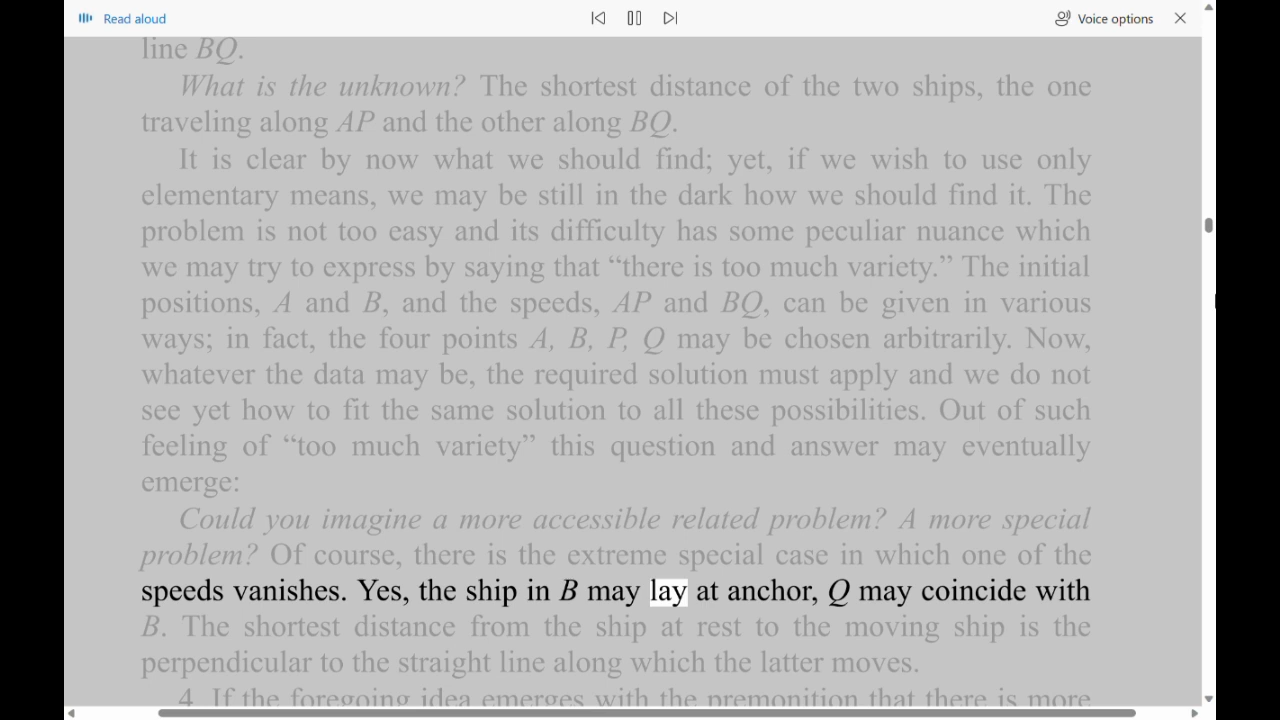 Read aloud
Voice options
line BQ.
What is the unknown? The shortest distance of the two ships, the one
traveling along AP and the other along BQ.
It is clear by now what we should find; yet, if we wish to use only
elementary means, we may be still in the dark how we should find it. The
problem is not too easy and its difficulty has some peculiar nuance which
we may try to express by saying that “there is too much variety.” The initial
positions, A and B, and the speeds, AP and BQ, can be given in various
ways; in fact, the four points A, B, P, Q may be chosen arbitrarily. Now,
whatever the data may be, the required solution must apply and we do not
see yet how to fit the same solution to all these possibilities. Out of such
feeling of “too much variety” this question and answer may eventually
emerge:
Could you imagine a more accessible related problem? A more special
problem? Of course, there is the extreme special case in which one of the
speeds vanishes. Yes, the ship in B may lay at anchor, Q may coincide with
B. The shortest distance from the ship at rest to the moving ship is the
perpendicular to the straight line along which the latter moves.
4. If the foregoing idea emerges with the premonition that there is more